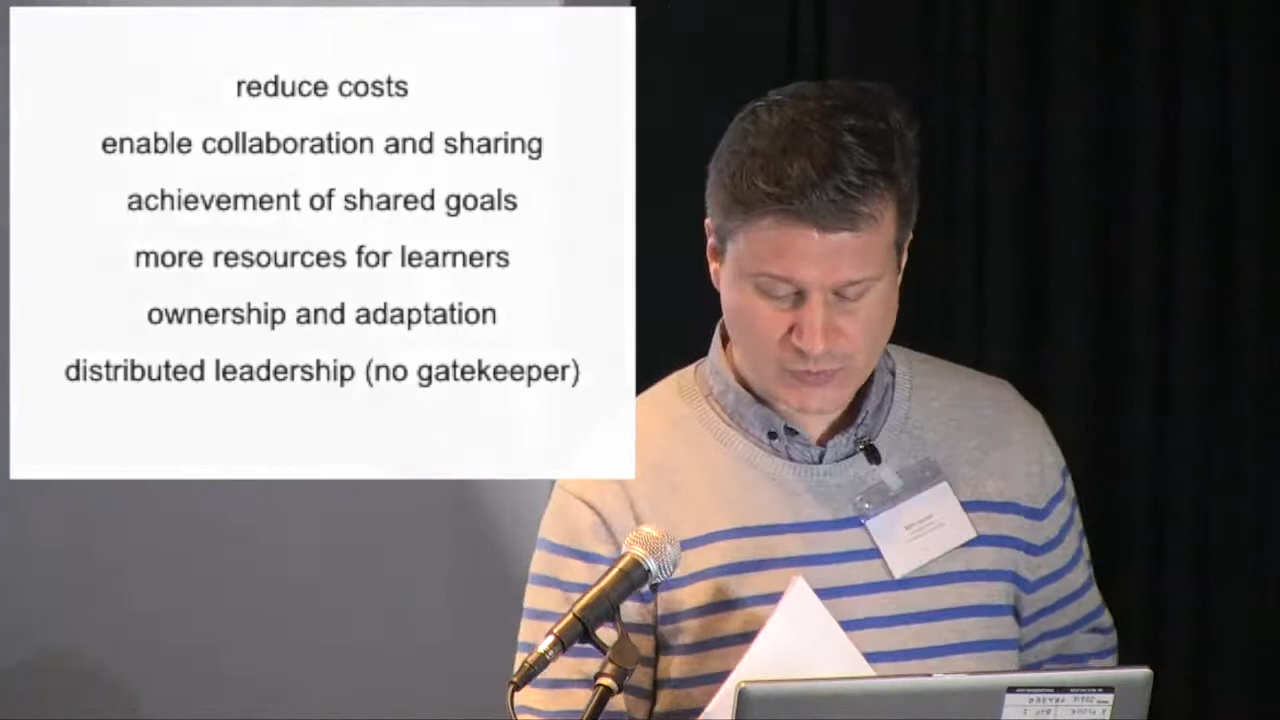 reduce costs
enable collaboration and sharing
achievement of shared goals
more resources for learners
ownership and adaptation
distributed leadership (no gatekeeper)